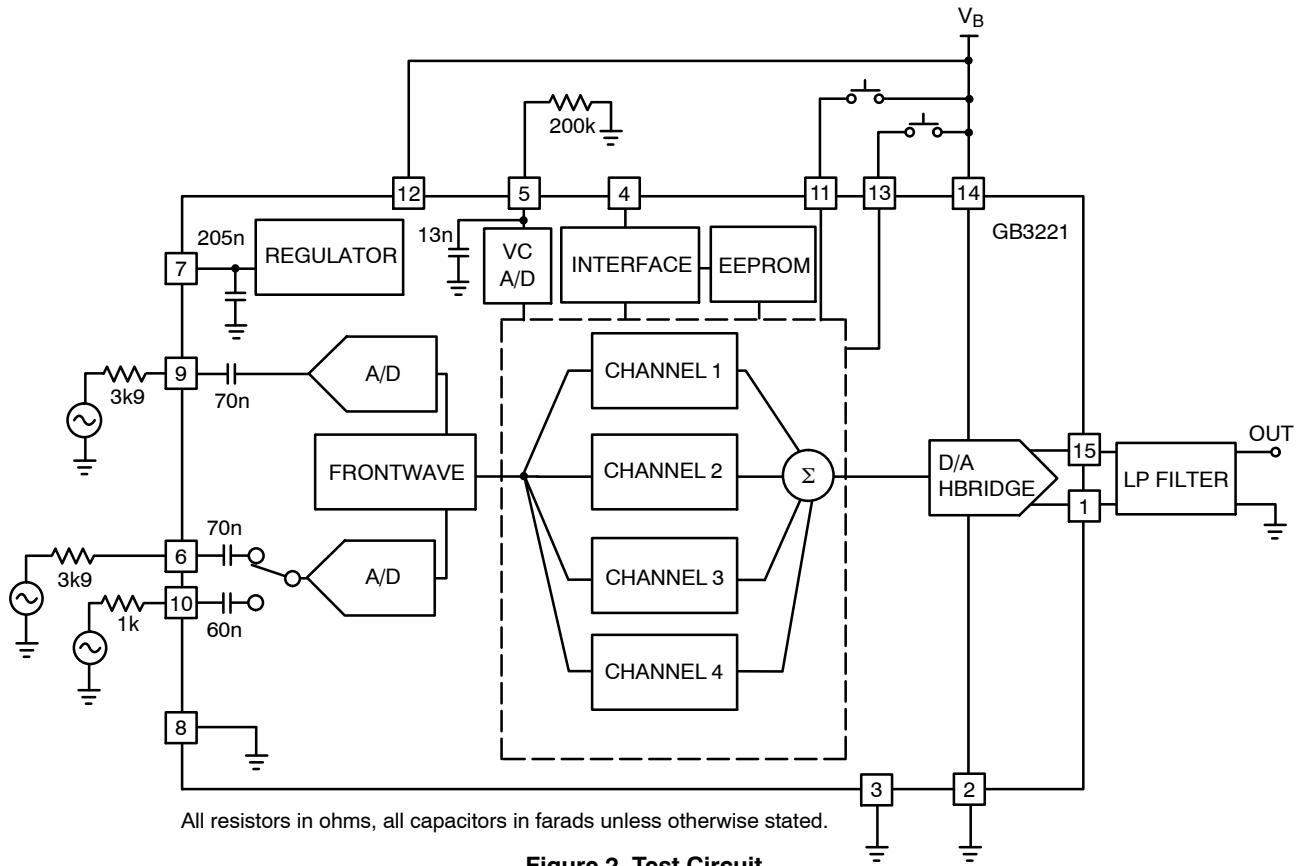 VB
200k
12
5
4
11
13
14
GB3221
205n
REGULATOR
13n
VC
A/D
INTERFACE
EEPROM
7
9
3k9
70n
A/D
CHANNEL 1
FRONTWAVE
CHANNEL 2
Σ
D/A
HBRIDGE
15
1
LP FILTER
OUT
6
3k9
70n
10
1k
60n
A/D
CHANNEL 3
CHANNEL 4
8
3
2
All resistors in ohms, all capacitors in farads unless otherwise stated.
Figure 2. Test Circuit